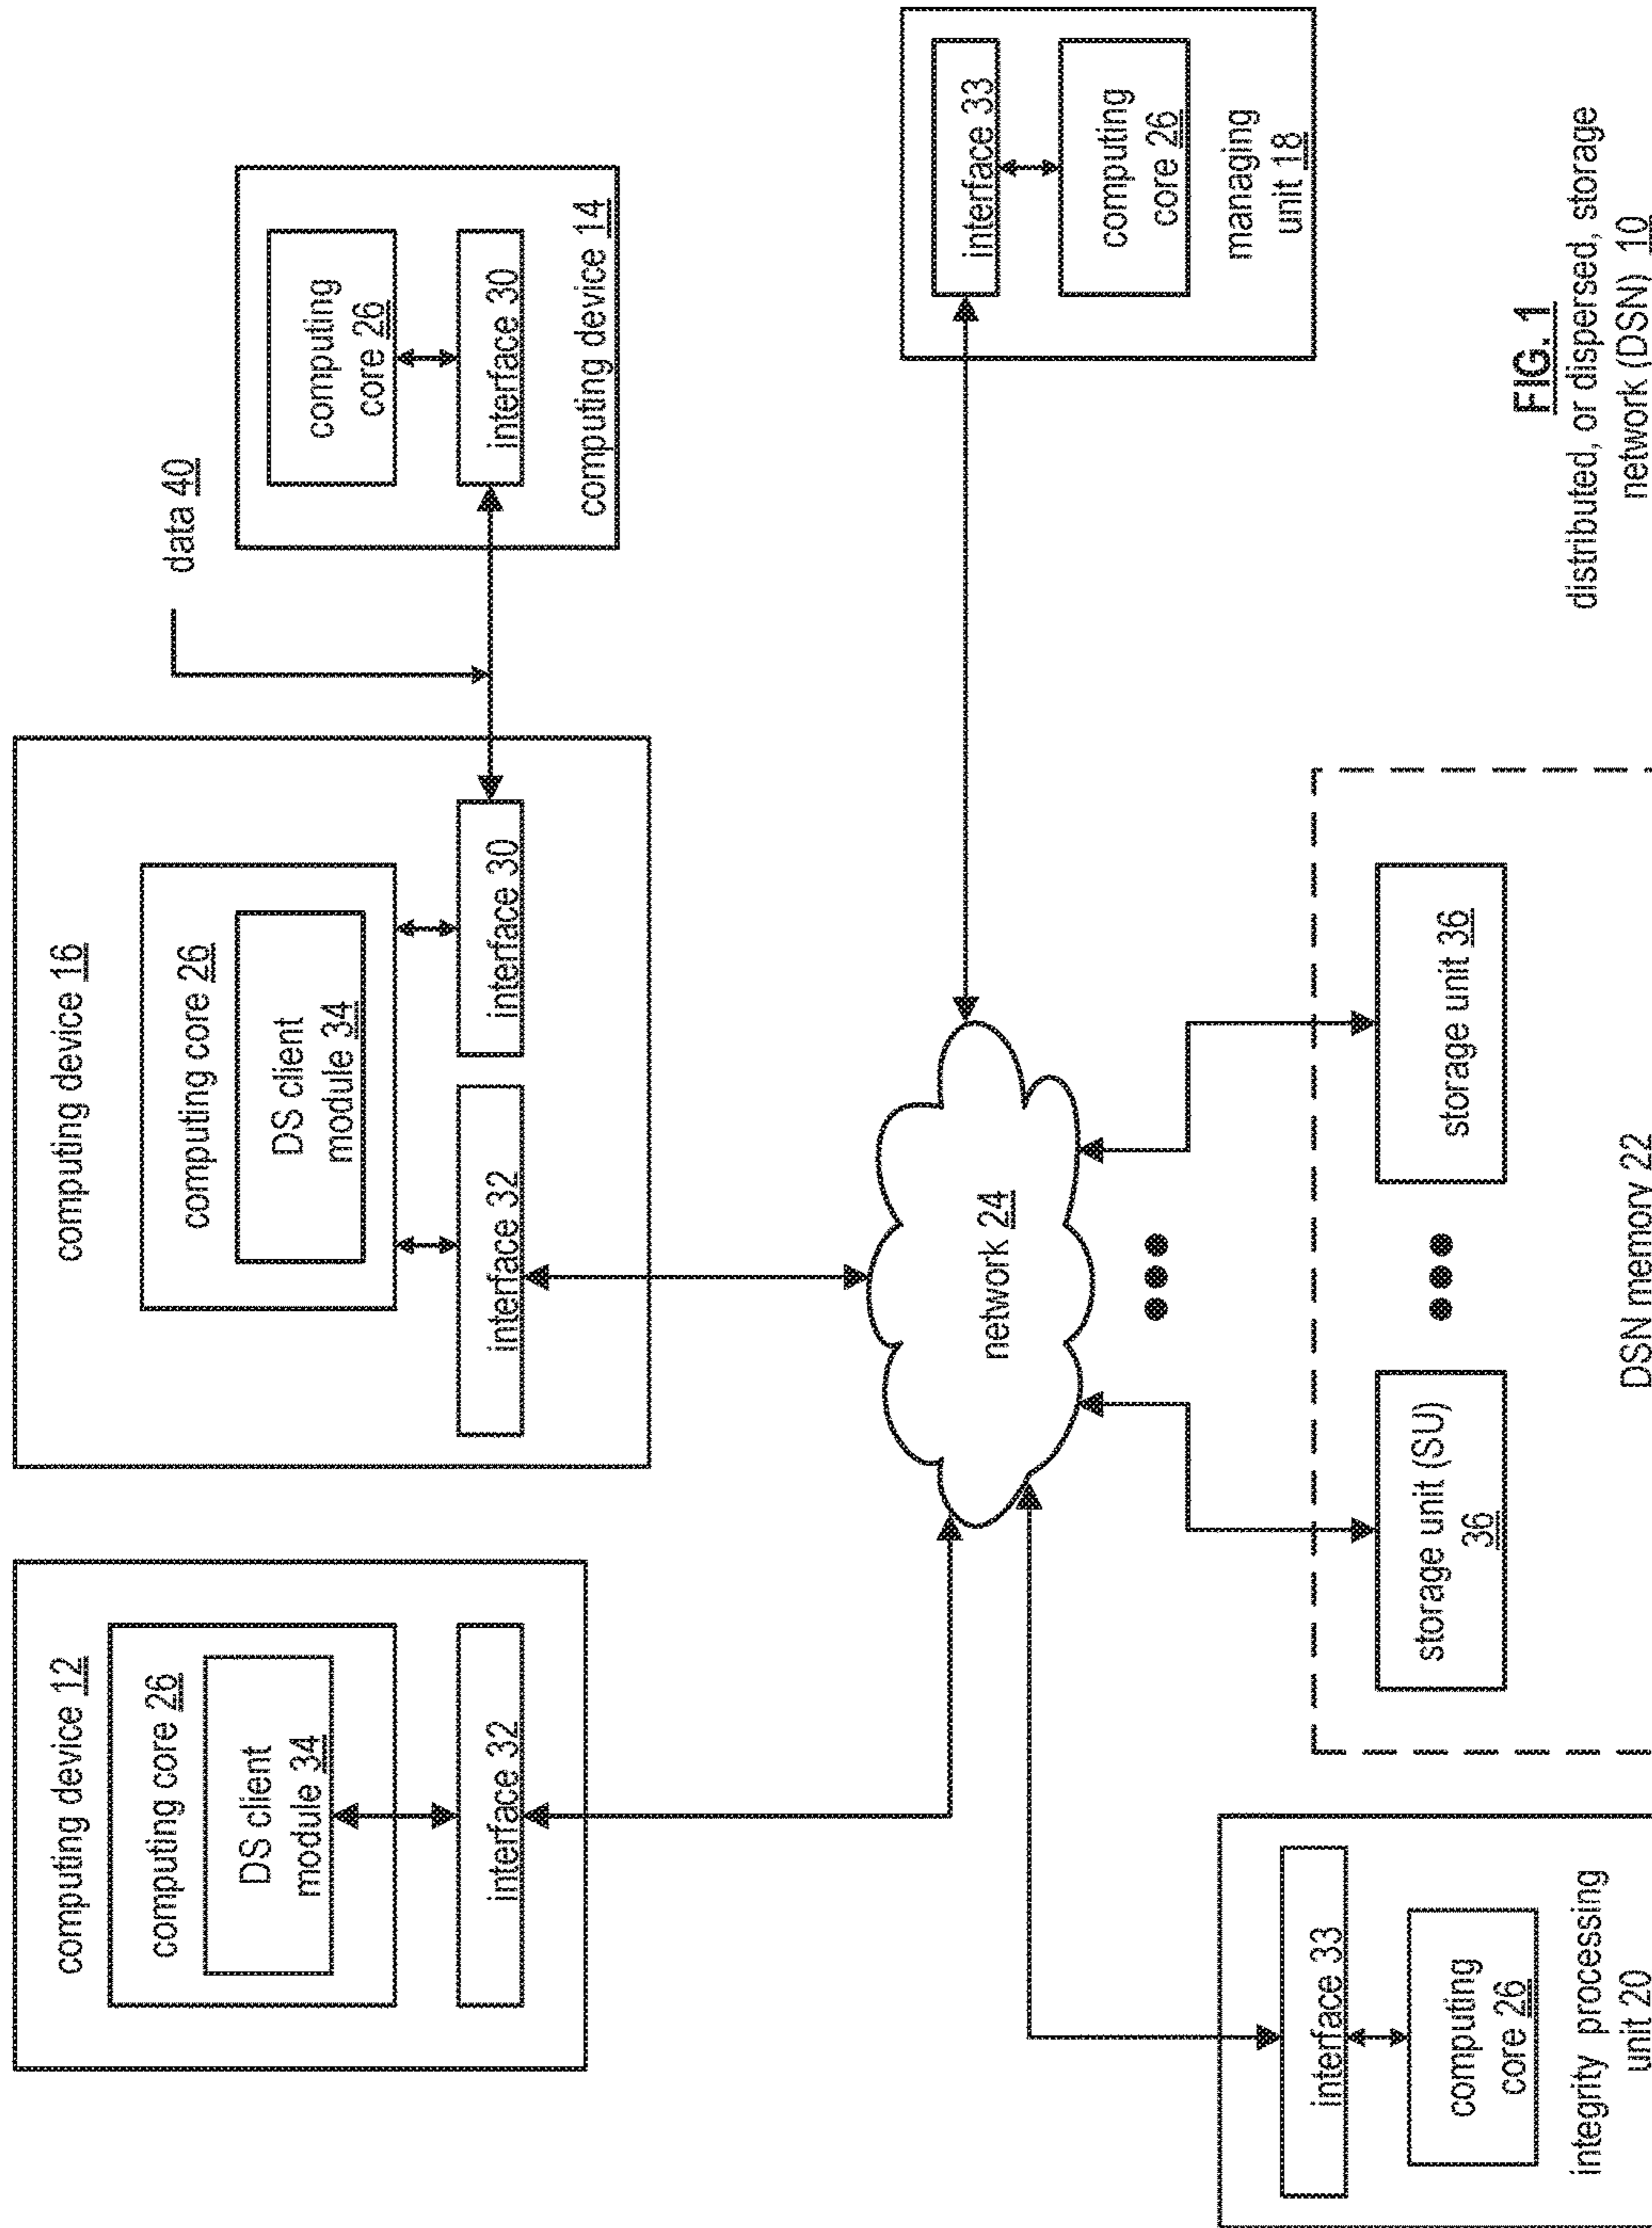 computing device 12
computing core 26
DS client
module 34
interface 32
computing device 16
computing core 26
DS client
module 34
interface 32
interface 30
data 40
computing
core 26
interface 30
computing device 14
network 24
interface 33
computing
core 26
managing
unit 18
interface 33
computing
core 26
integrity processing
unit 20
storage unit (SU)
36
storage unit 36
DSN memory 22
FIG. 1
distributed, or dispersed, storage
network (DSN) 10